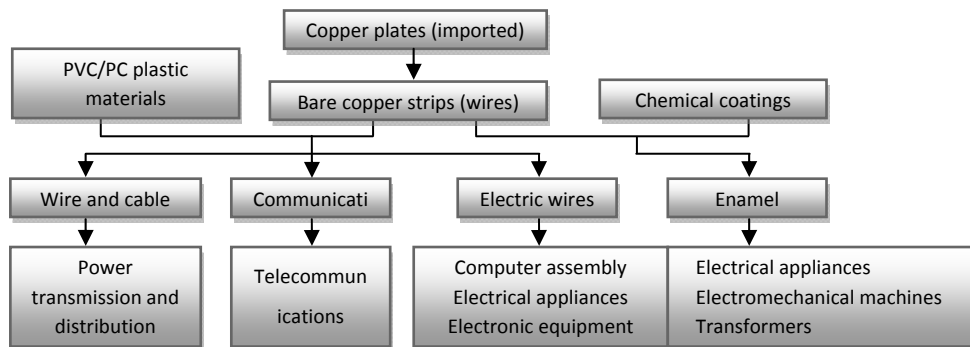 Copper plates (imported)
PVC/PC plastic
materials
Bare copper strips (wires)
Chemical coatings
Wire and cable
Communicati
Electric wires
Enamel
Power
transmission and
distribution
Telecommun
ications
Computer assembly
Electrical appliances
Electronic equipment
Electrical appliances
Electromechanical machines
Transformers